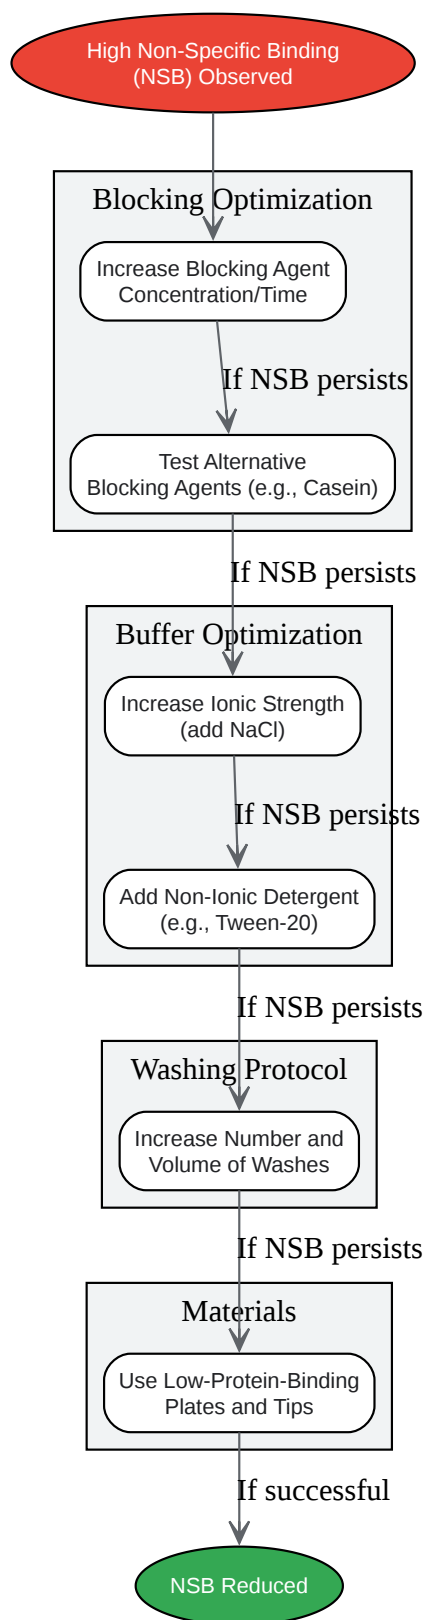 High Non-Specific Binding
(NSB) Observed
Blocking Optimization
Increase Blocking Agent
Concentration/Time
If NSB persists
Test Alternative
Blocking Agents (e.g., Casein)
If NSB persists
Buffer Optimization
Increase Ionic Strength
(add NaCl)
If NSB persists
Add Non-Ionic Detergent
(e.g., Tween-20)
If NSB persists
Washing Protocol
Increase Number and
Volume of Washes
If NSB persists
Materials
Use Low-Protein-Binding
Plates and Tips
If successful
NSB Reduced